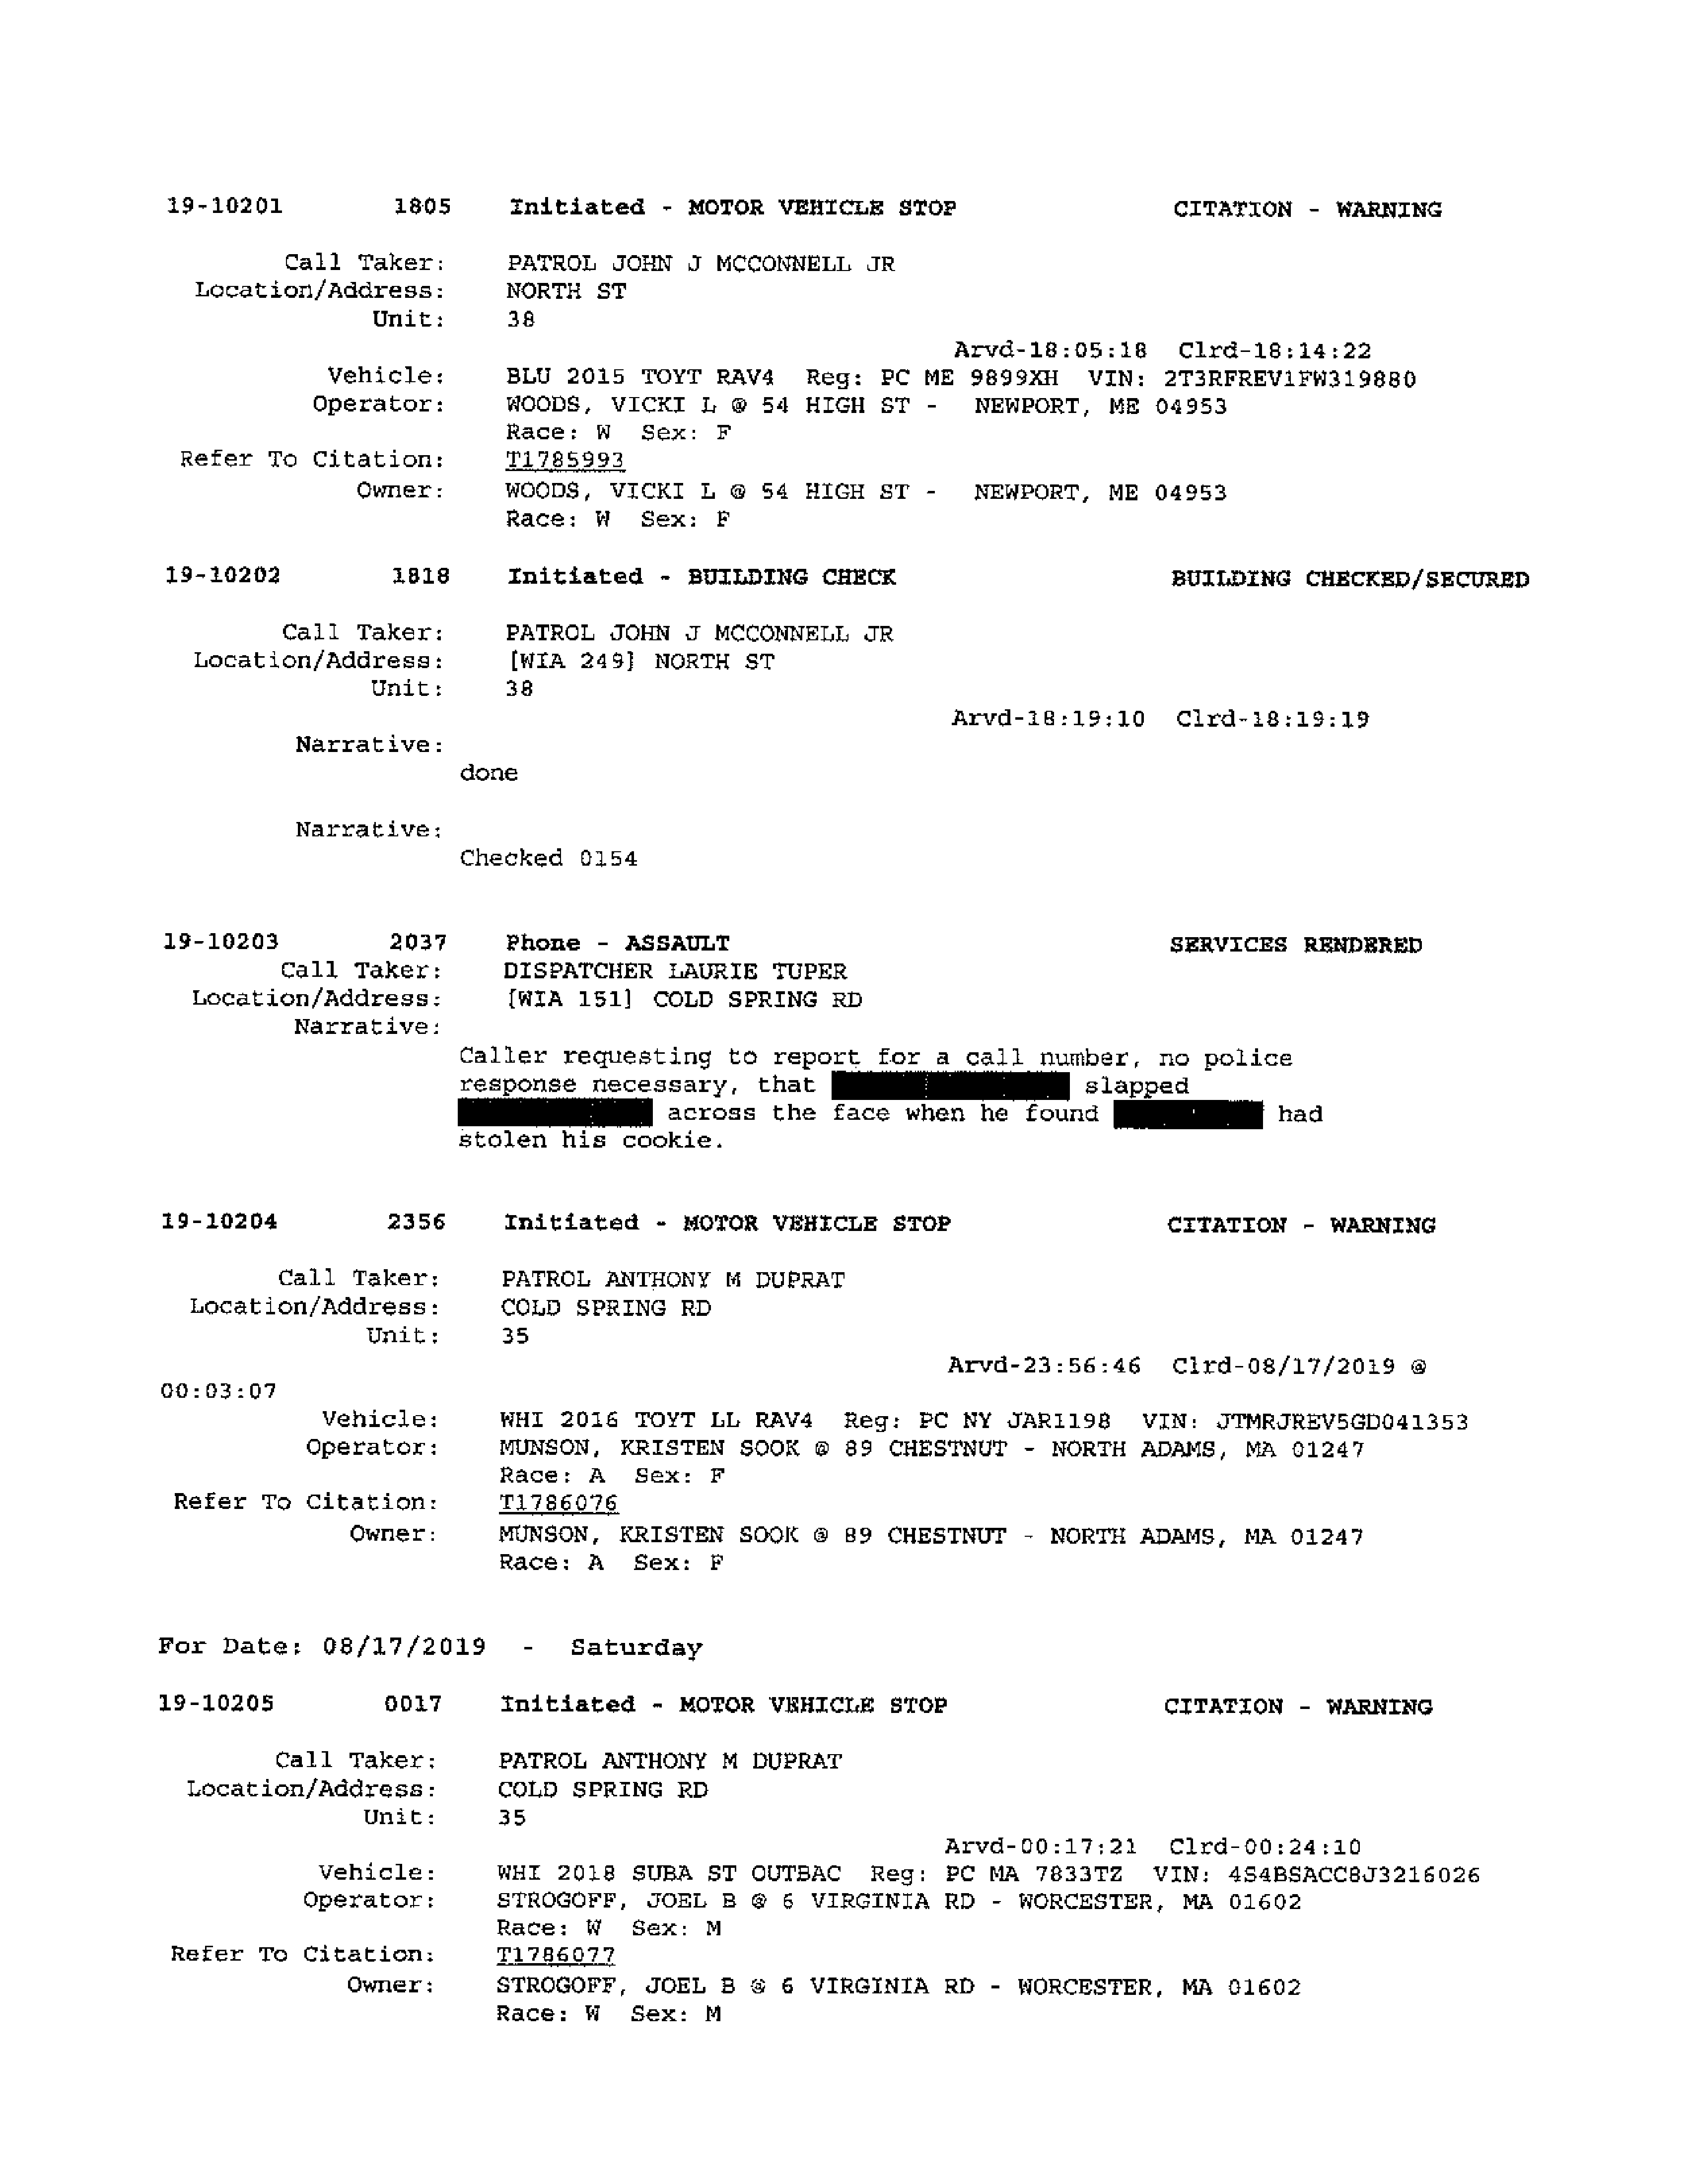 19-10201 1805 Initiated - MOTOR VEHICLE STOP CITATION - WARNING
Call Taker: PATROL JOHN J MCCONNELL JR
Location/Address: NORTH ST
Unit: 38
Arvd-18:05:18 Clrd-18:14:22
Vehicle: BLU 2015 TOYT RAV4 Reg: PC ME 9899XH VIN: 2T3RFREV1FW319880
Operator: WOODS, VICKI L @ 54 HIGH ST - NEWPORT, ME 04953
Race: W Sex: F
Refer To Citation: T1785993
Owner: WOODS, VICKI L @ 54 HIGH ST - NEWPORT, ME 04953
Race: W Sex: F
19-10202 1818 Initiated - BUILDING CHECK BUILDING CHECKED/SECURED
Call Taker: PATROL JOHN J MCCONNELL JR
Location/Address: [WIA 249] NORTH ST
Unit: 38
Arvd-18:19:10 Clrd-18:19:19
Narrative:
done
Narrative:
Checked 0154
19-10203 2037 Phone - ASSAULT SERVICES RENDERED
Call Taker: DISPATCHER LAURIE TUPER
Location/Address: [WIA 151] COLD SPRING RD
Narrative:
Caller requesting to report for a call number, no police
response necessary, that slapped
across the face when he found had
stolen his cookie.
19-10204 2356 Initiated - MOTOR VEHICLE STOP CITATION - WARNING
Call Taker: PATROL ANTHONY M DUPRAT
Location/Address: COLD SPRING RD
Unit: 35
Arvd-23:56:46 Clrd-08/17/2019 @
00:03:07
Vehicle: WHI 2016 TOYT LL RAV4 Reg: PC NY JAR1198 VIN: JTMRJREV5GD041353
Operator: MUNSON, KRISTEN SOOK @ 89 CHESTNUT - NORTH ADAMS, MA 01247
Race: A Sex: F
Refer To Citation: T1786076
Owner: MUNSON, KRISTEN SOOK @ 89 CHESTNUT - NORTH ADAMS, MA 01247
Race: A Sex: F
For Date: 08/17/2019 - Saturday
19-10205 0017 Initiated - MOTOR VEHICLE STOP CITATION - WARNING
Call Taker: PATROL ANTHONY M DUPRAT
Location/Address: COLD SPRING RD
Unit: 35
Arvd-00:17:21 Clrd-00:24:10
Vehicle: WHI 2018 SUBA ST OUTBAC Reg: PC MA 7833TZ VIN: 4S4BSACC8J3216026
Operator: STROGOFF, JOEL B @ 6 VIRGINIA RD - WORCESTER, MA 01602
Race: W Sex: M
Refer To Citation: T1786077
Owner: STROGOFF, JOEL B @ 6 VIRGINIA RD - WORCESTER, MA 01602
Race: W Sex: M